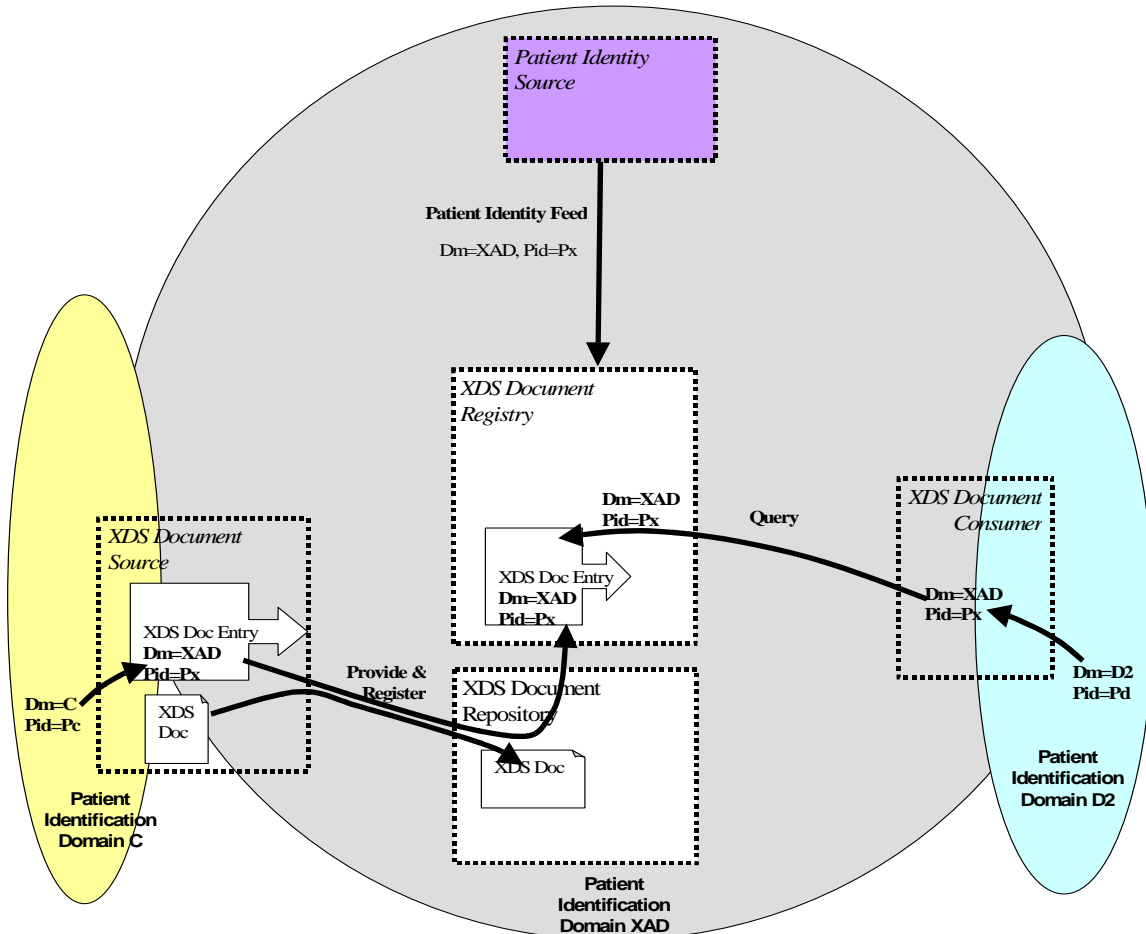 Patient Identity
Source
Patient Identity Feed
Dm=XAD, Pid=Px
XDS Document
Registry
Dm=XAD
Pid=Px
XDS Doc Entry
Dm=XAD
Pid=Px
Query
XDS Document
Consumer
Dm=XAD
Pid=Px
Dm=D2
Pid=Pd
Patient
Identification
Domain D2
XDS Document
Source
XDS Doc Entry
Dm=XAD
Pid=Px
Dm=C
Pid=Pc
XDS
Doc
Patient
Identification
Domain C
Provide &
Register
XDS Document
Repository
XDS Doc
Patient
Identification
Domain XAD